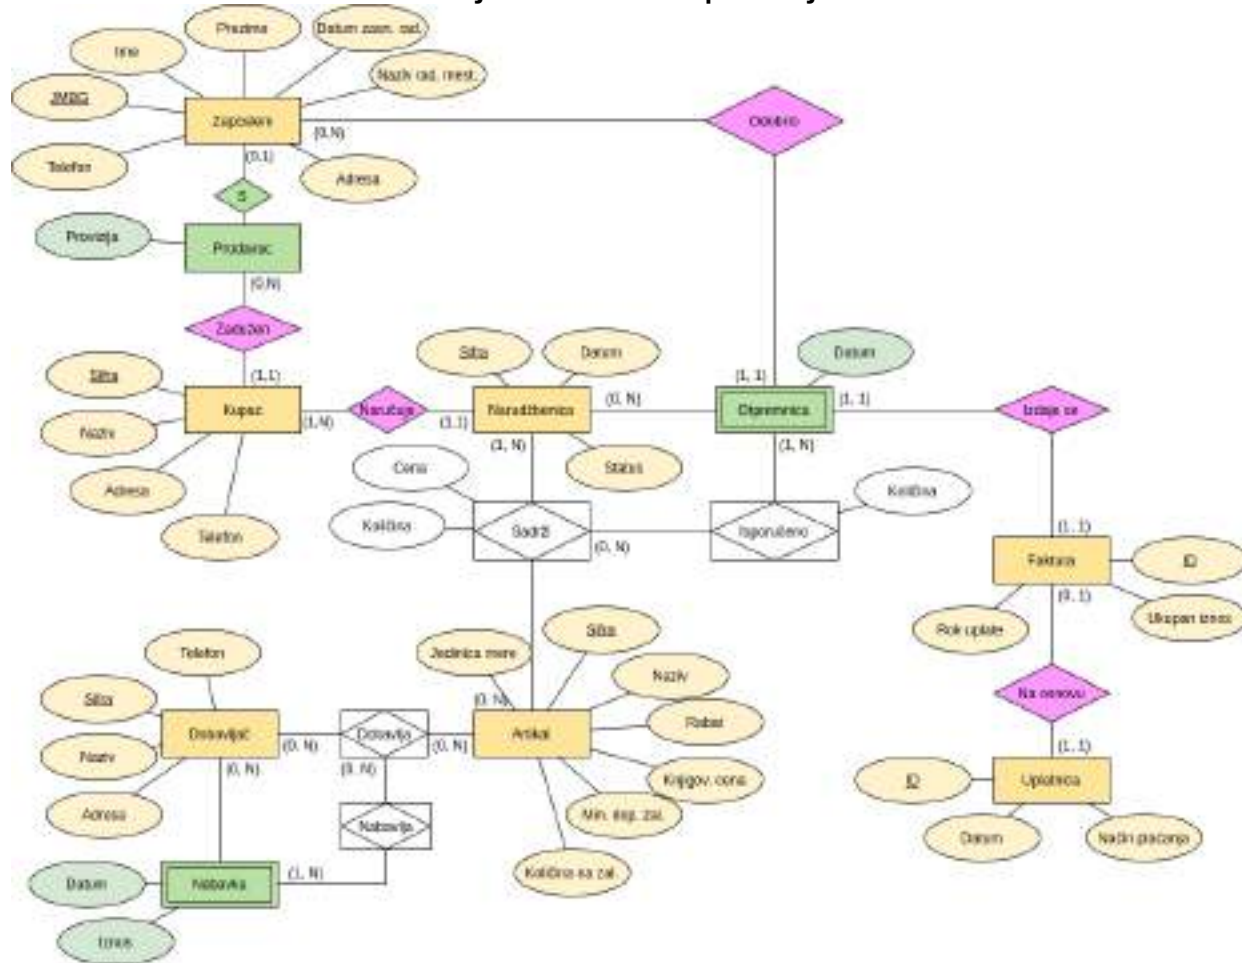 Prezime
Datum zasn. rad.
Ime
Naziv rad. mest.
JMBG
Zaposleni
Odobrio
(0,N)
Telefon
(0,1)
Adresa
S
Provizija
Prodavac
(0,N)
Zadužen
Šifra
Datum
Datum
(1,1)
(1, 1)
Šifra
Kupac
Naručuje
Narudžbenica
(0, N)
Otpremnica
(1, 1)
Izdaje se
(1,N)
(1,1)
Naziv
(1, N)
(1, N)
Cena
Status
Adresa
Količina
Količina
Telefon
Sadrži
Isporučeno
(0, N)
(1, 1)
Faktura
ID
(0, 1)
Rok uplate
Ukupan iznos
Šifra
Telefon
Jedinica mere
Naziv
Šifra
(0, N)
Na osnovu
Rabat
Dobavljač
Dobavlja
Artikal
(0, N)
(0, N)
(1, 1)
Naziv
(0, N)
(0, N)
Knjigov. cena
ID
Uplatnica
Adresa
Min. dop. zal.
Nabavlja
Datum
Način plaćanja
Količina na zal.
(1, N)
Datum
Nabavka
Iznos